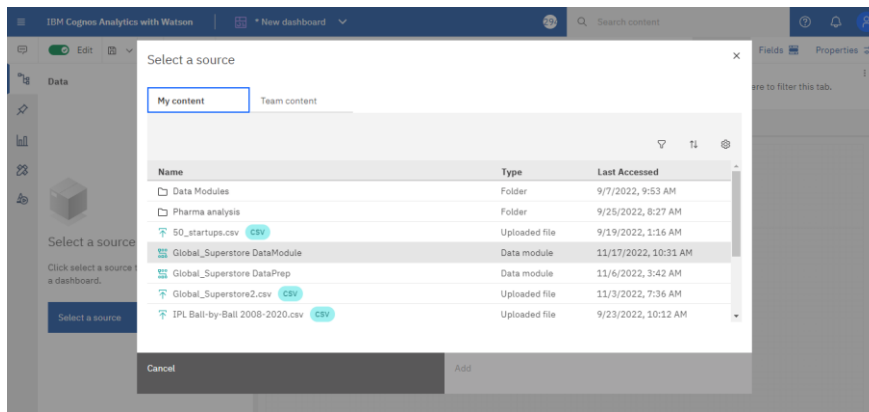 IBM Cognos Analytics with Watson
* New dashboard
Search content
Edit
Fields
Properties
Select a source
Data
ere to filter this tab.
My content
Team content
Name Type Last Accessed
Data Modules Folder 9/7/2022, 9:53 AM
Pharma analysis Folder 9/25/2022, 8:27 AM
50_startups.csv CSV Uploaded file 9/19/2022, 1:16 AM
Global_Superstore DataModule Data module 11/17/2022, 10:31 AM
Global_Superstore DataPrep Data module 11/6/2022, 3:42 AM
Global_Superstore2.csv CSV Uploaded file 11/3/2022, 7:36 AM
IPL Ball-by-Ball 2008-2020.csv CSV Uploaded file 9/23/2022, 10:12 AM
Select a source
Click select a source t
a dashboard.
Select a source
Cancel
Add